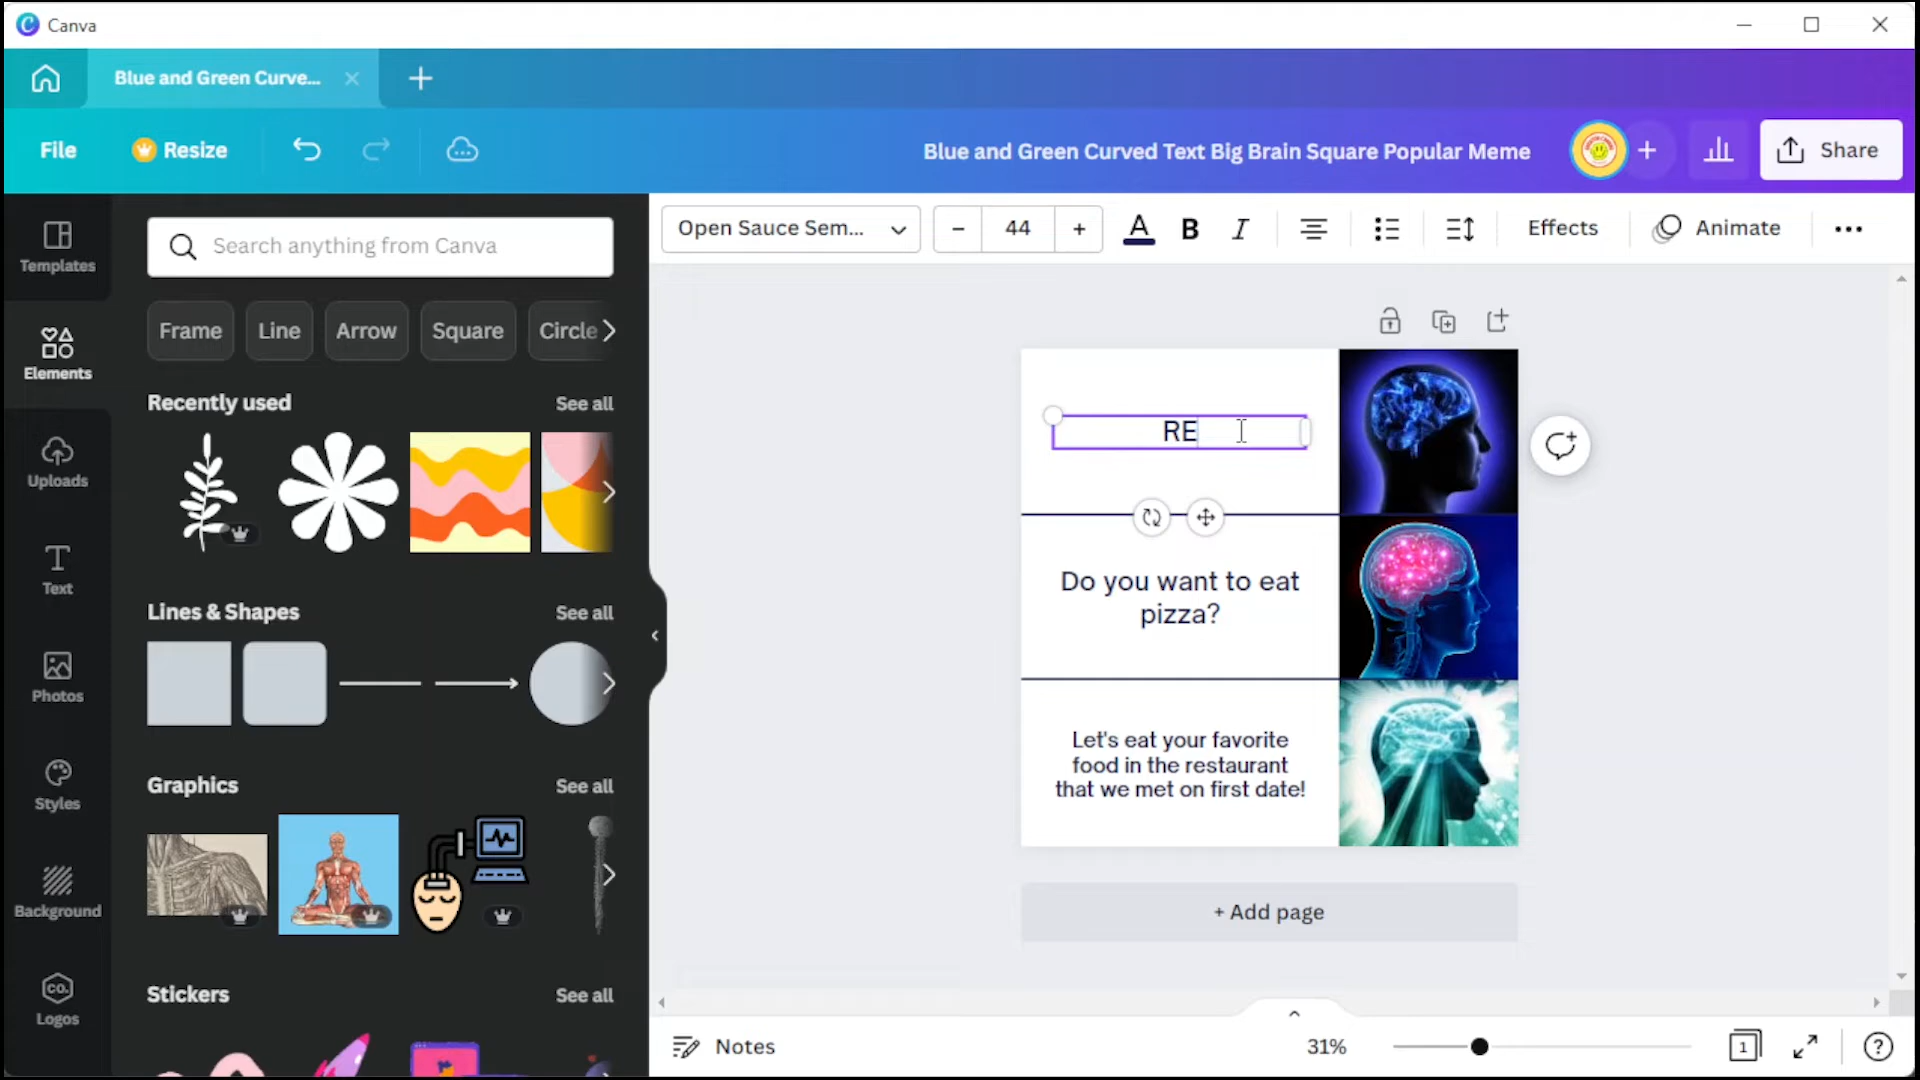 Canva
Blue and Green Curve...
File
Resize
Blue and Green Curved Text Big Brain Square Popular Meme
Share
Templates
Elements
Uploads
Text
Photos
Styles
Background
CO.
Logos
Search anything from Canva
Frame
Line
Arrow
Square
Circle
Recently used
See all
Lines & Shapes
See all
Graphics
See all
Stickers
See all
Open Sauce Sem...
44
A
B
I
Effects
Animate
RE
Do you want to eat
pizza?
Let's eat your favorite
food in the restaurant
that we met on first date!
+ Add page
Notes
31%
1
?